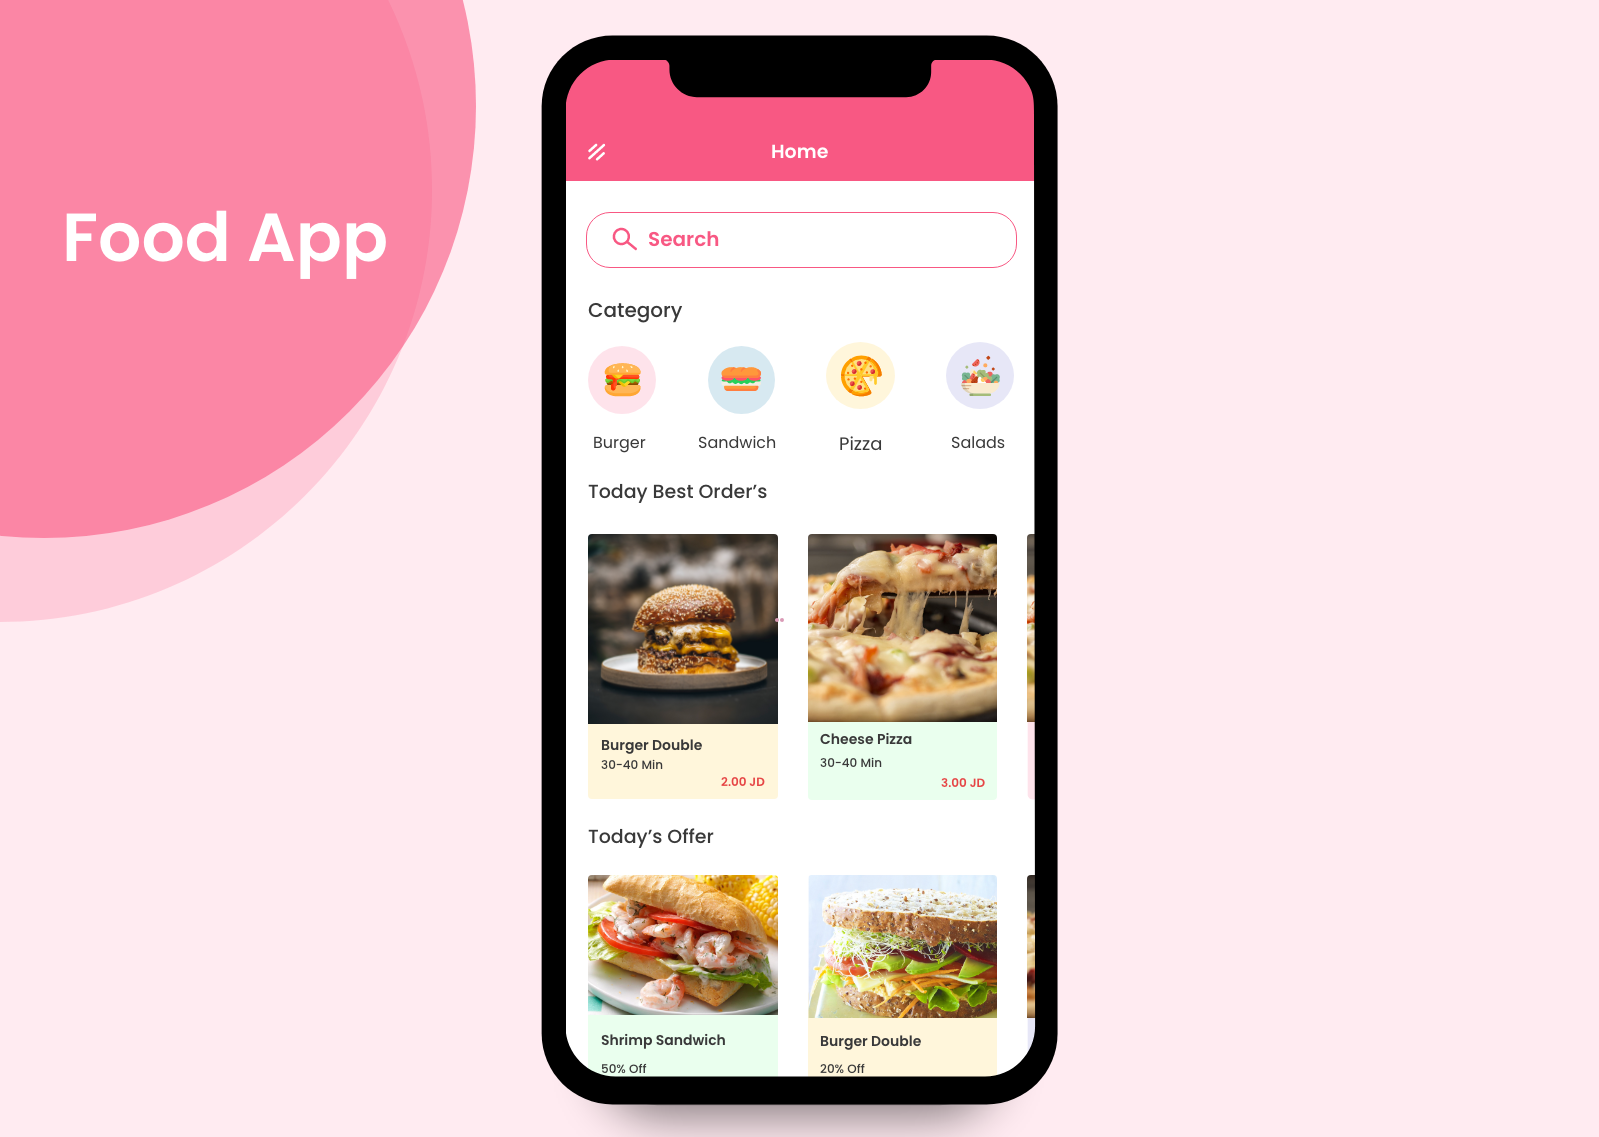 Food App
Home
Search
Category
Burger
Sandwich
Pizza
Salads
Today Best Order’s
Burger Double
30-40 Min
2.00 JD
Cheese Pizza
30-40 Min
3.00 JD
Today’s Offer
Shrimp Sandwich
50% Off
Burger Double
20% Off